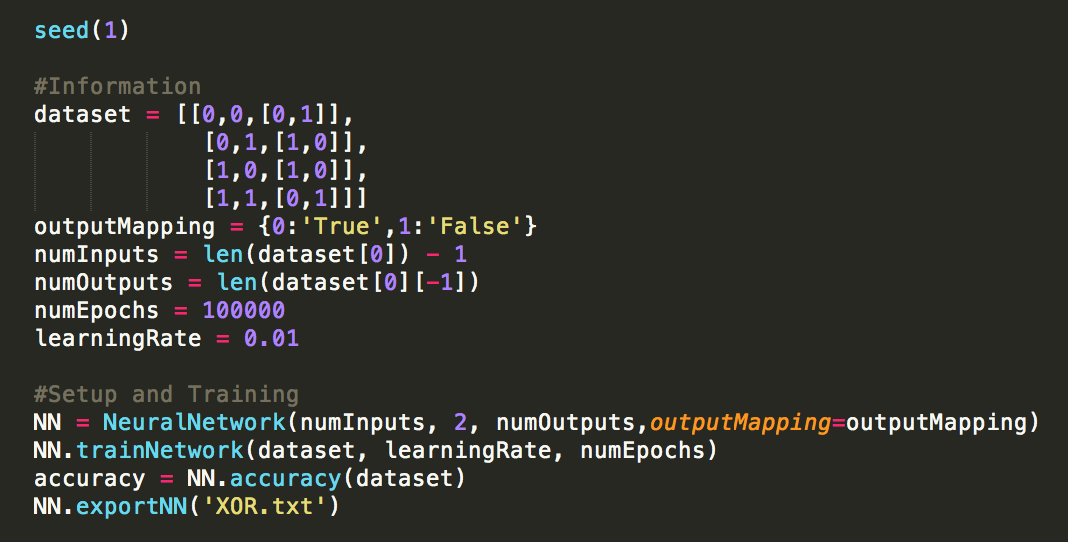 seed(1)
#Information
dataset = [[0,0,[0,1]],
[0,1,[1,0]],
[1,0,[1,0]],
[1,1,[0,1]]]
outputMapping = {0:'True',1:'False'}
numInputs = len(dataset[0]) - 1
numOutputs = len(dataset[0][-1])
numEpochs = 100000
learningRate = 0.01
#Setup and Training
NN = NeuralNetwork(numInputs, 2, numOutputs,outputMapping=outputMapping)
NN.trainNetwork(dataset, learningRate, numEpochs)
accuracy = NN.accuracy(dataset)
NN.exportNN('XOR.txt')